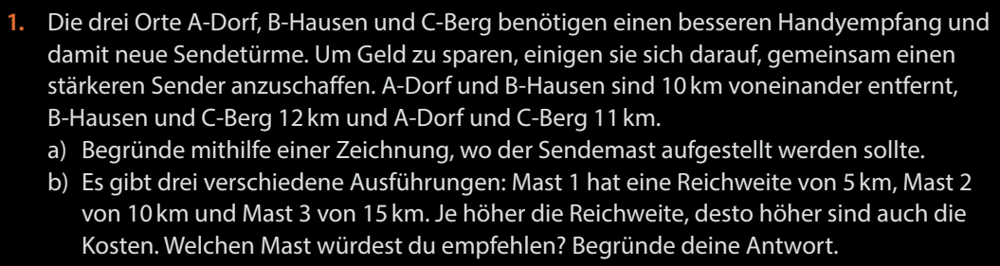 1. Die drei Orte A-Dorf, B-Hausen und C-Berg benötigen einen besseren Handyempfang und
damit neue Sendetürme. Um Geld zu sparen, einigen sie sich darauf, gemeinsam einen
stärkeren Sender anzuschaffen. A-Dorf und B-Hausen sind 10 km voneinander entfernt,
B-Hausen und C-Berg 12 km und A-Dorf und C-Berg 11 km.
a) Begründe mithilfe einer Zeichnung, wo der Sendemast aufgestellt werden sollte.
b) Es gibt drei verschiedene Ausführungen: Mast 1 hat eine Reichweite von 5 km, Mast 2
von 10 km und Mast 3 von 15 km. Je höher die Reichweite, desto höher sind auch die
Kosten. Welchen Mast würdest du empfehlen? Begründe deine Antwort.